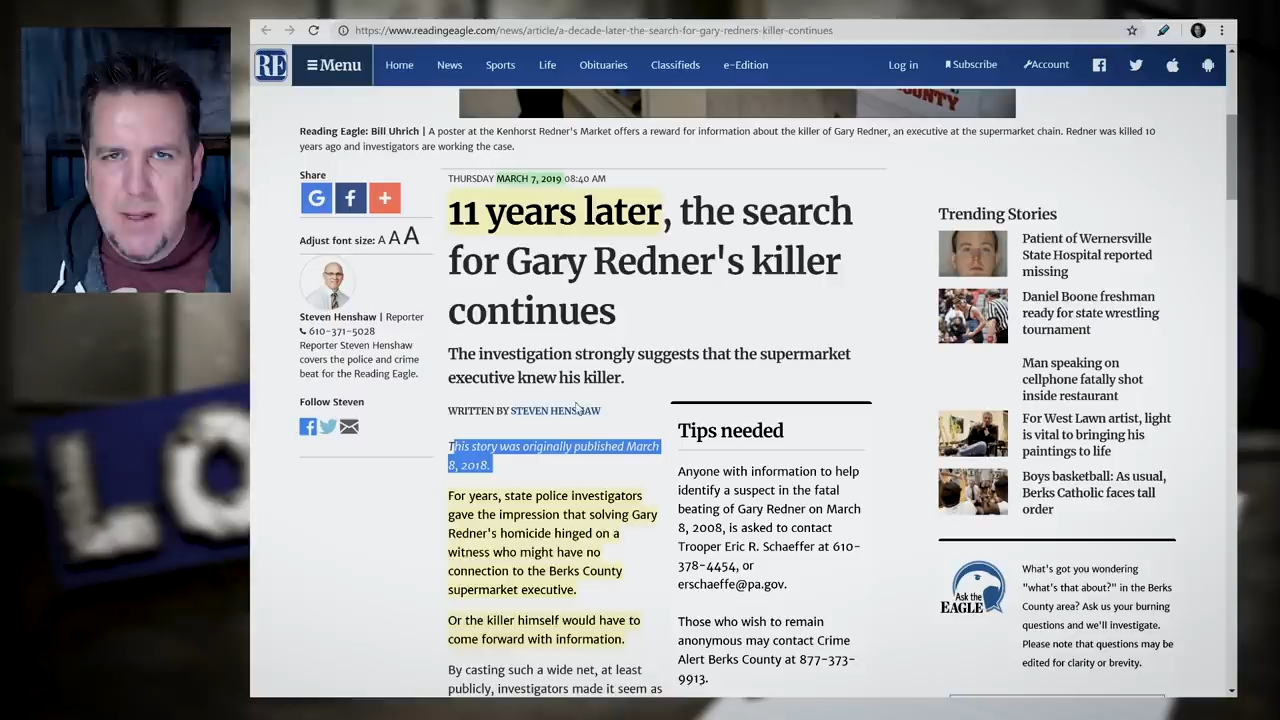 https://www.readingeagle.com/news/article/a-decade-later-the-search-for-gary-redners-killer-continues
RE
Menu
Home
News
Sports
Life
Obituaries
Classifieds
e-Edition
Log in
Subscribe
Account
COUNTY
Reading Eagle: Bill Uhrich | A poster at the Kenhorst Redner's Market offers a reward for information about the killer of Gary Redner, an executive at the supermarket chain. Redner was killed 10
years ago and investigators are working the case.
Share
G f +
Adjust font size: A A A
Steven Henshaw | Reporter
610-371-5028
Reporter Steven Henshaw
covers the police and crime
beat for the Reading Eagle.
Follow Steven
THURSDAY MARCH 7, 2019 08:40 AM
11 years later, the search
for Gary Redner's killer
continues
The investigation strongly suggests that the supermarket
executive knew his killer.
WRITTEN BY STEVEN HENSHAW
This story was originally published March
8, 2018.
For years, state police investigators
gave the impression that solving Gary
Redner's homicide hinged on a
witness who might have no
connection to the Berks County
supermarket executive.
Or the killer himself would have to
come forward with information.
By casting such a wide net, at least
publicly, investigators made it seem as
Tips needed
Anyone with information to help
identify a suspect in the fatal
beating of Gary Redner on March
8, 2008, is asked to contact
Trooper Eric R. Schaeffer at 610-
378-4454, or
erschaeffe@pa.gov.
Those who wish to remain
anonymous may contact Crime
Alert Berks County at 877-373-
9913.
Trending Stories
Patient of Wernersville
State Hospital reported
missing
Daniel Boone freshman
ready for state wrestling
tournament
Man speaking on
cellphone fatally shot
inside restaurant
For West Lawn artist, light
is vital to bringing his
paintings to life
Boys basketball: As usual,
Berks Catholic faces tall
order
Ask the
EAGLE
What's got you wondering
"what's that about?" in the Berks
County area? Ask us your burning
questions and we'll investigate.
Please note that questions may be
edited for clarity or brevity.
LO